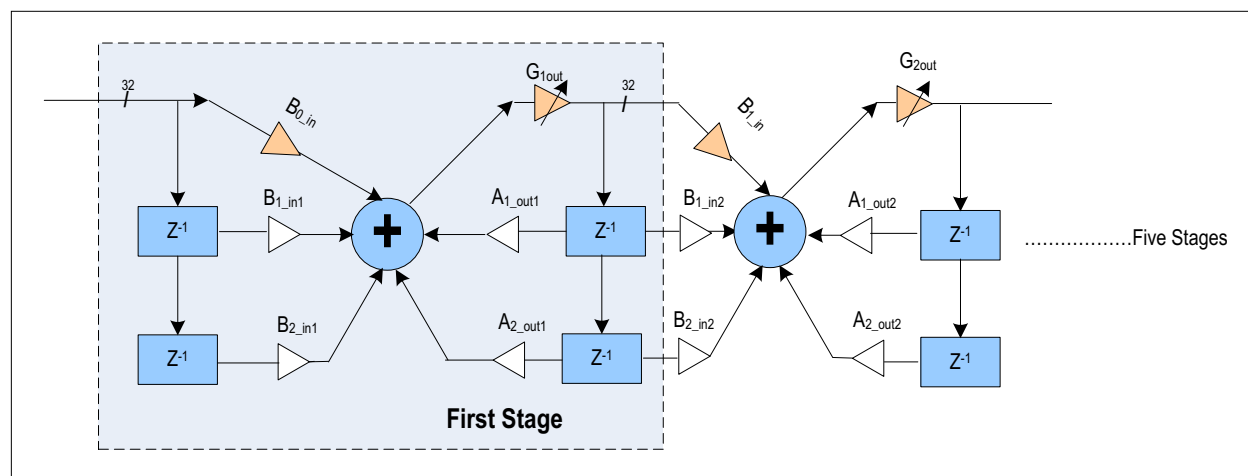 32
B0_in
G1out
32
B1_in
G2out
Z-1
B1_in1
+
A1_out1
Z-1
B1_in2
+
A1_out2
Z-1
..................Five Stages
Z-1
B2_in1
A2_out1
Z-1
B2_in2
A2_out2
Z-1
First Stage